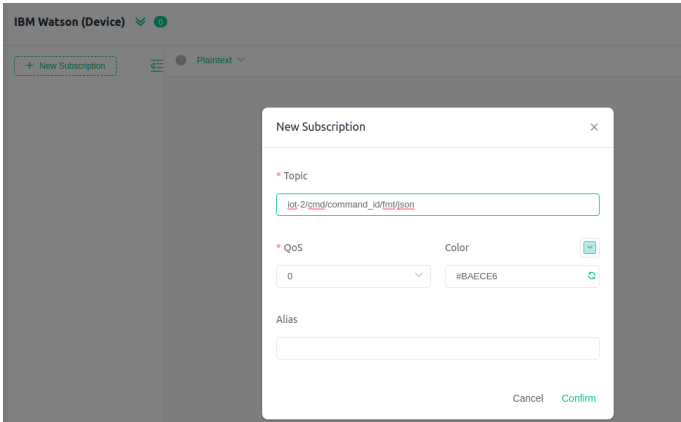 IBM Watson (Device) 0
+ New Subscription
Plaintext
New Subscription
* Topic
iot-2/cmd/command_id/fmt/json
* QoS
Color
0
#BAECE6
Alias
Cancel
Confirm